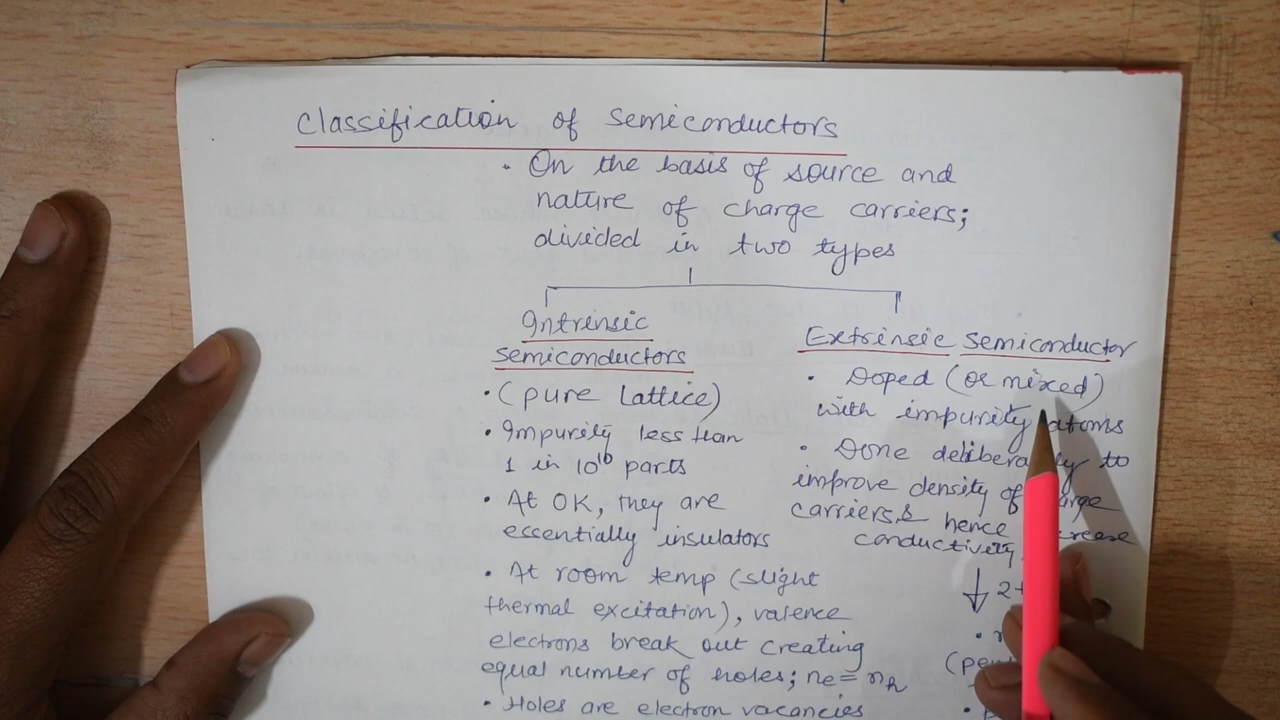 Classification of Semiconductors
• On the basis of source and
nature of charge carriers;
divided in two types
Intrinsic
Semiconductors
• (pure Lattice)
• Impurity less than
1 in 10¹⁰ parts
• At 0K, they are
essentially insulators
• At room temp (slight
thermal excitation), valence
electrons break out creating
equal number of holes; ne = nh
• Holes are electron vacancies
Extrinsic Semiconductor
• Doped (or mixed)
with impurity atoms
• Done to
improve density of
carriers & hence
conductivity